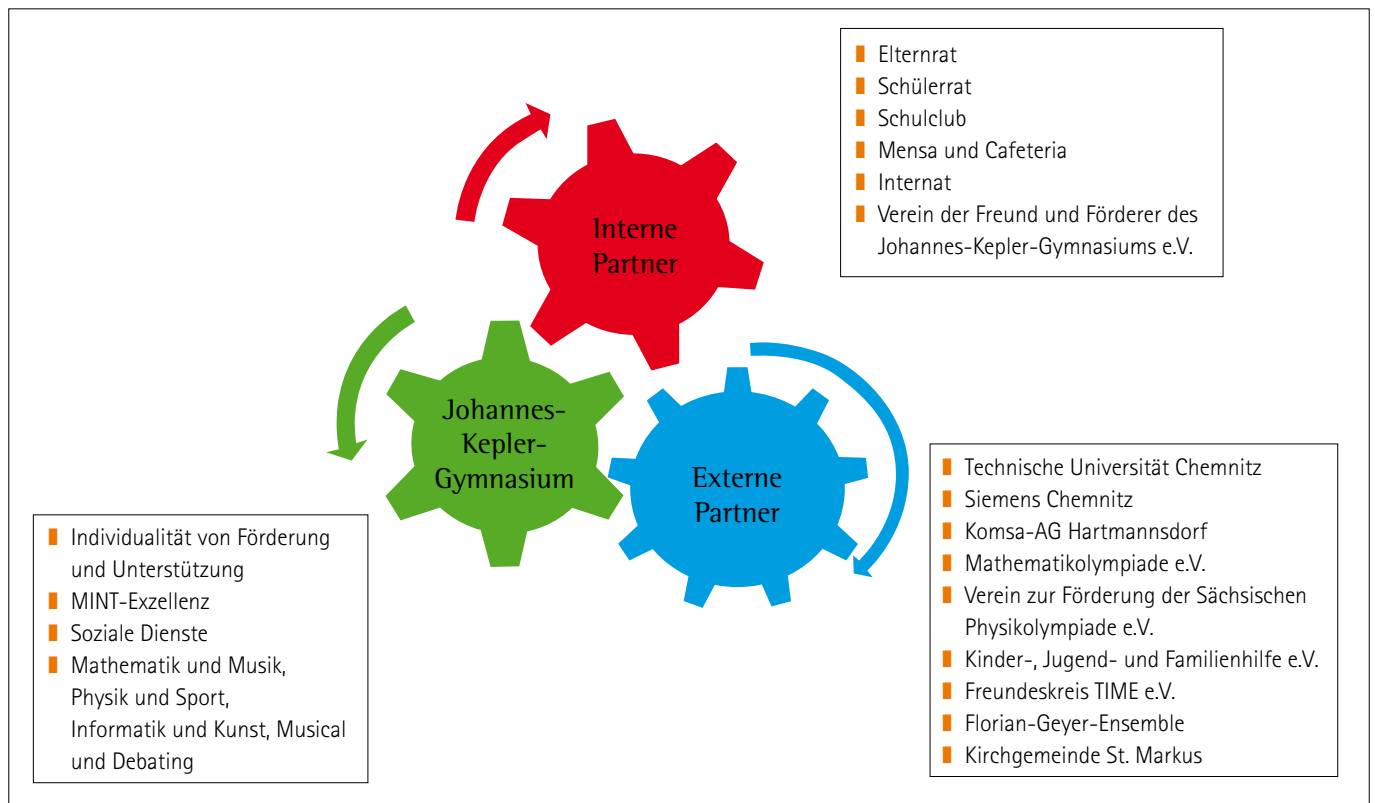 Elternrat
Schülerrat
Schulclub
Mensa und Cafeteria
Internat
Verein der Freund und Förderer des
Johannes-Kepler-Gymnasiums e.V.
Interne
Partner
Johannes-
Kepler-
Gymnasium
Externe
Partner
Technische Universität Chemnitz
Siemens Chemnitz
Komsa-AG Hartmannsdorf
Mathematikolympiade e.V.
Verein zur Förderung der Sächsischen
Physikolympiade e.V.
Kinder-, Jugend- und Familienhilfe e.V.
Freundeskreis TIME e.V.
Florian-Geyer-Ensemble
Kirchgemeinde St. Markus
Individualität von Förderung
und Unterstützung
MINT-Exzellenz
Soziale Dienste
Mathematik und Musik,
Physik und Sport,
Informatik und Kunst, Musical
und Debating